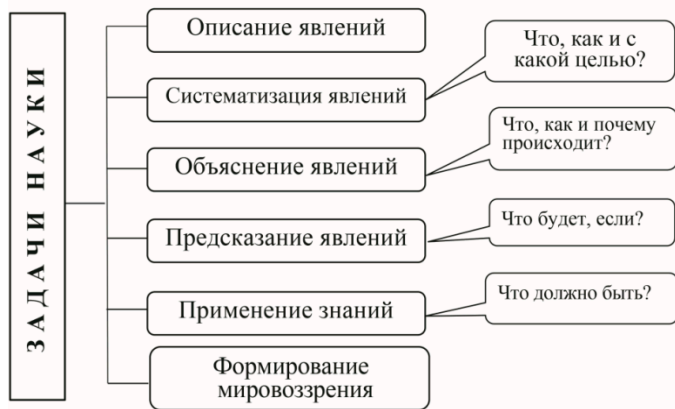 ЗАДАЧИ НАУКИ
Описание явлений
Систематизация явлений
Что, как и с
какой целью?
Объяснение явлений
Что, как и почему
происходит?
Предсказание явлений
Что будет, если?
Применение знаний
Что должно быть?
Формирование
мировоззрения